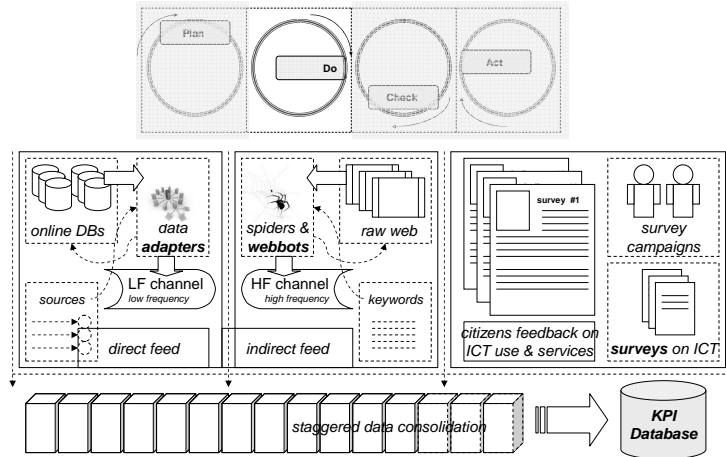 Plan
Do
Check
Act
online DBs
data
adapters
spiders &
webbots
raw web
survey #1
survey
campaigns
LF channel
low frequency
HF channel
high frequency
sources
keywords
direct feed
indirect feed
citizens feedback on
ICT use & services
surveys on ICT
staggered data consolidation
KPI
Database